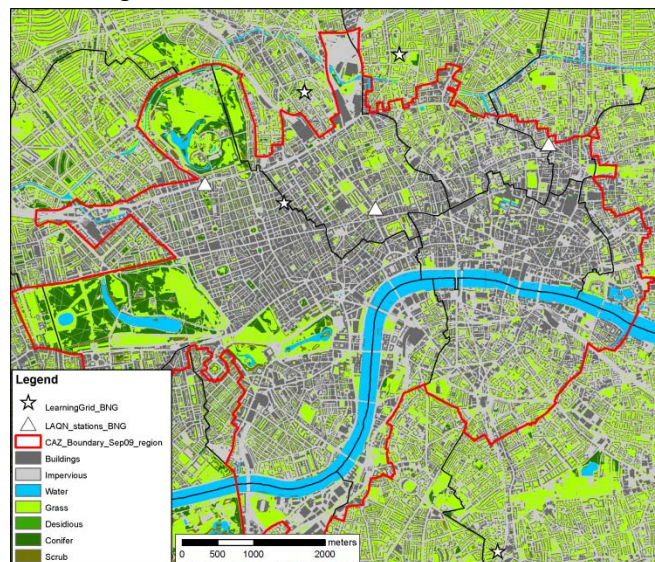 Legend
LearningGrid_BNG
LAQN_stations_BNG
CAZ_Boundary_Sep09_region
Buildings
Impervious
Water
Grass
Desidious
Conifer
Scrub
meters
0 500 1000 2000